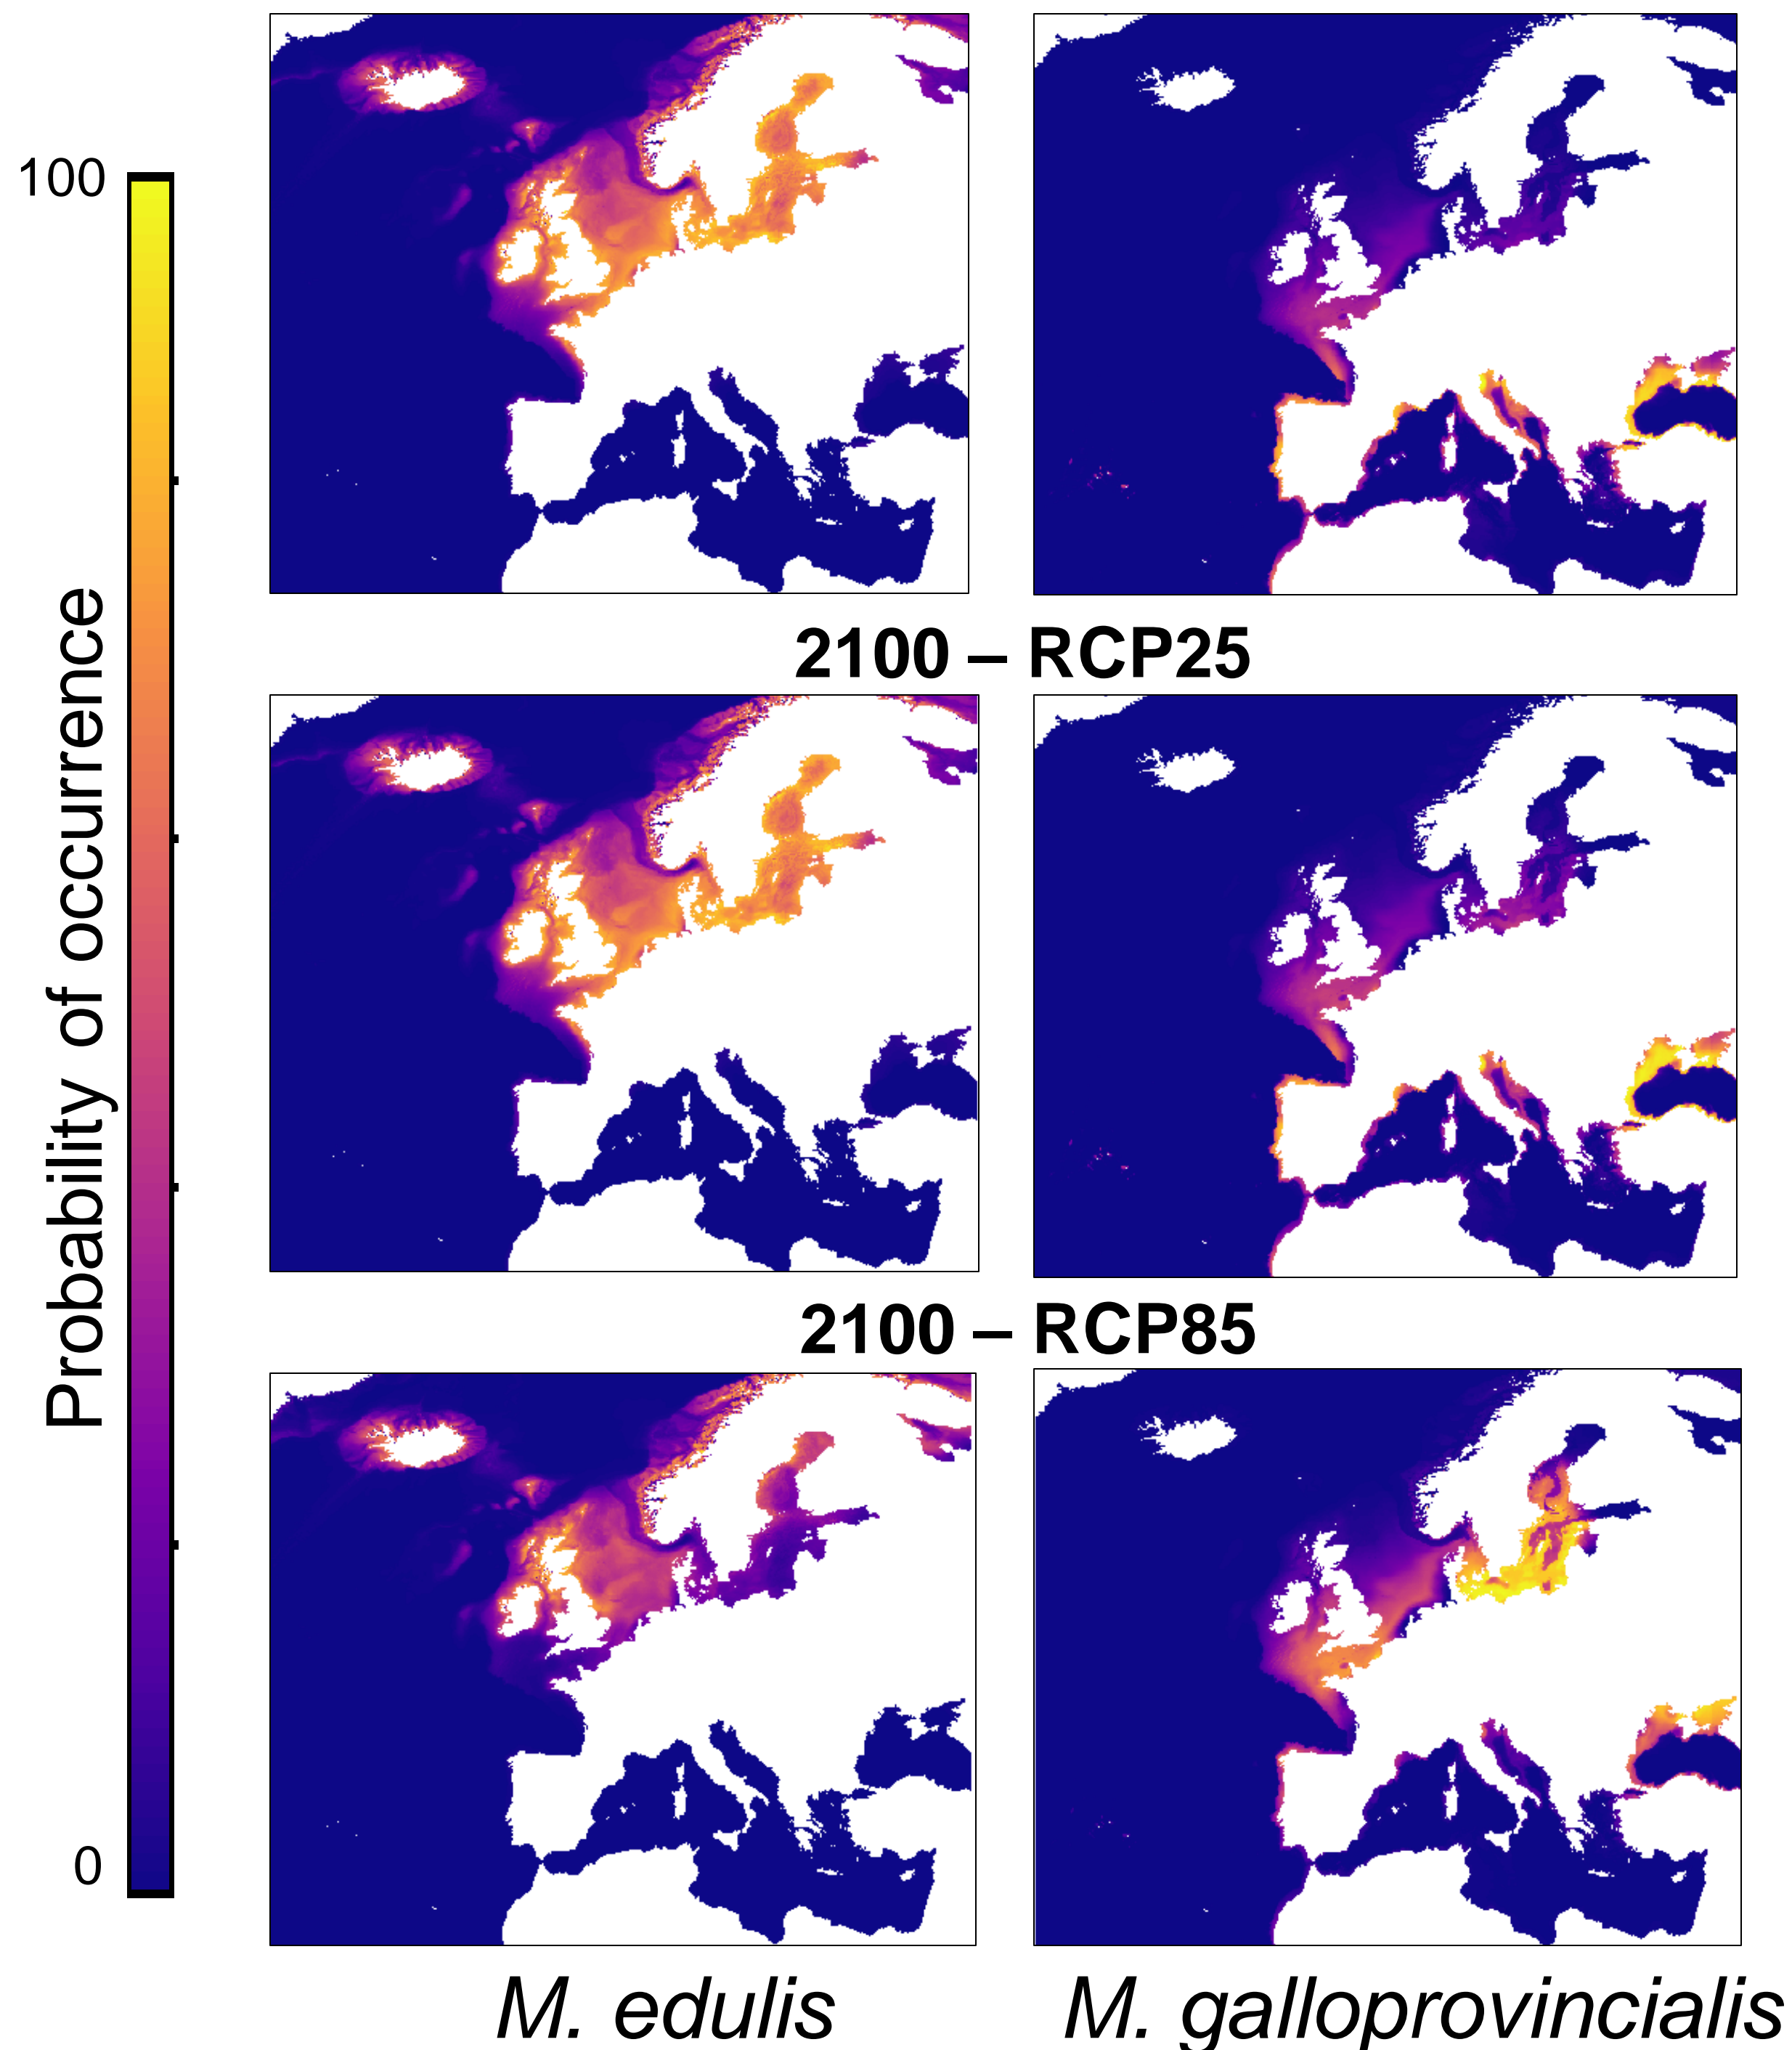 100
Probability of occurrence
0
2100 – RCP25
2100 – RCP85
M. edulis
M. galloprovincialis